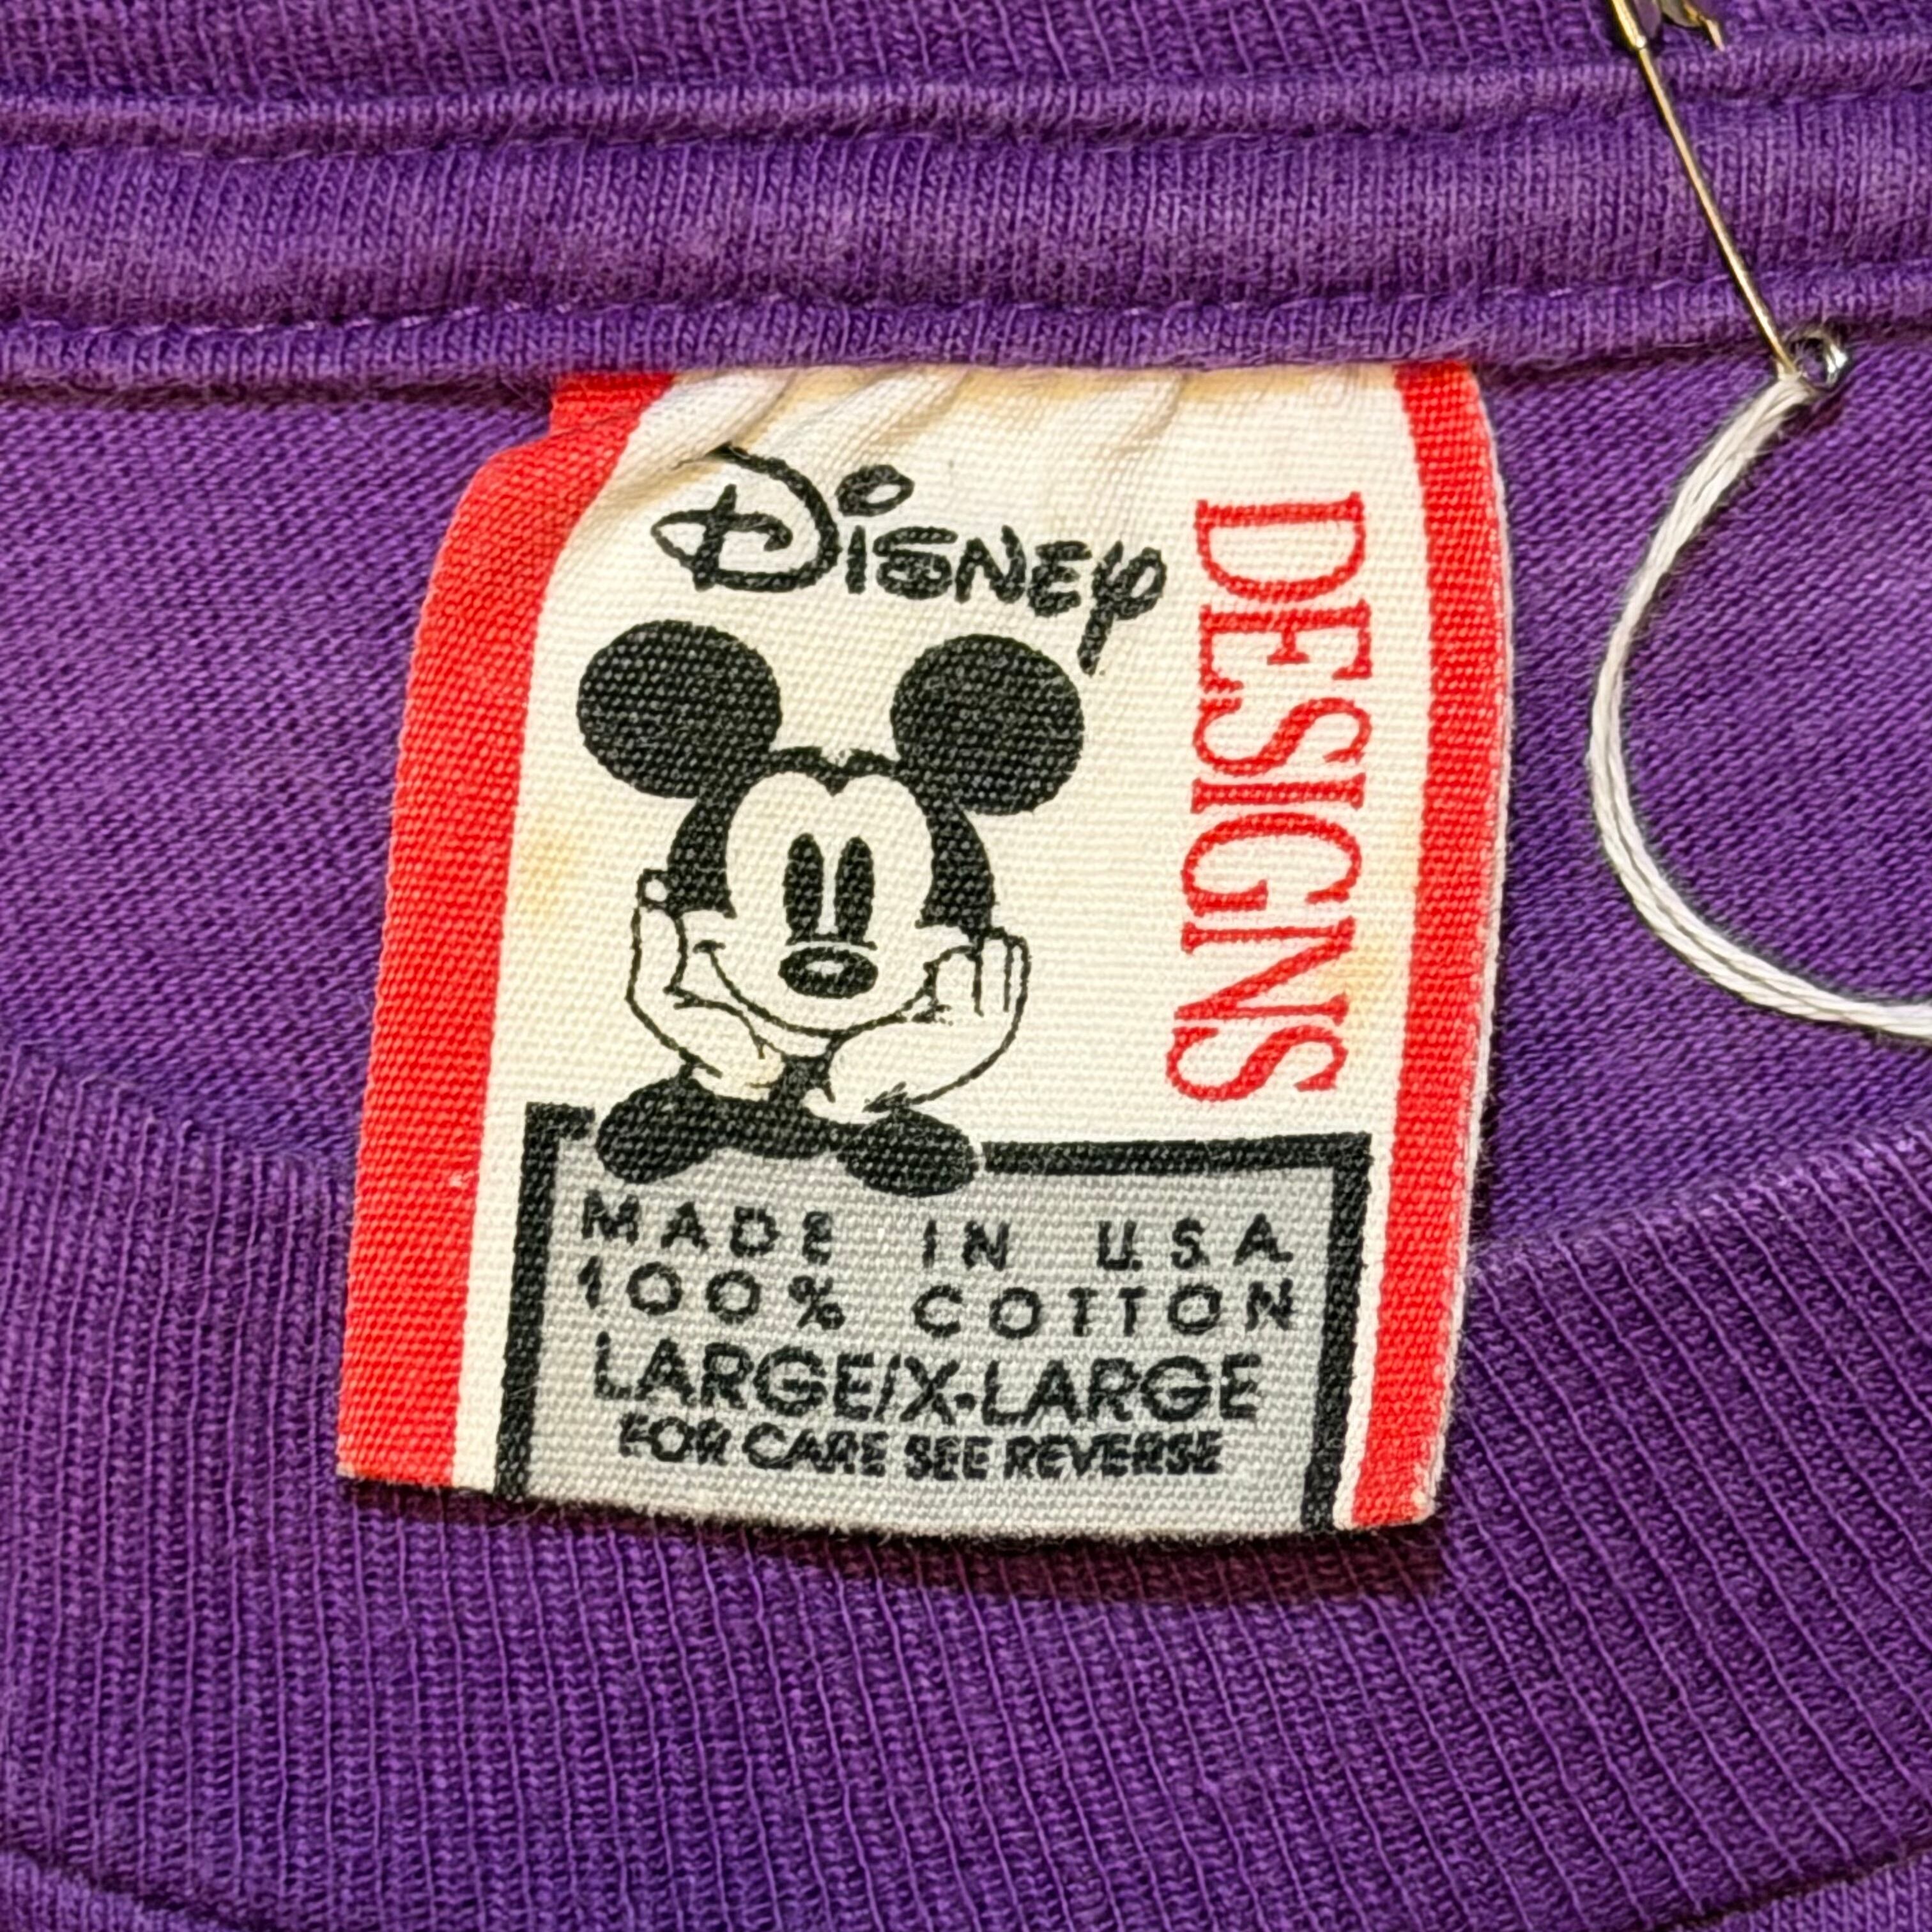 Disney
DESIGNS
MADE IN U.S.A.
100% COTTON
LARGE/X-LARGE
FOR CARE SEE REVERSE